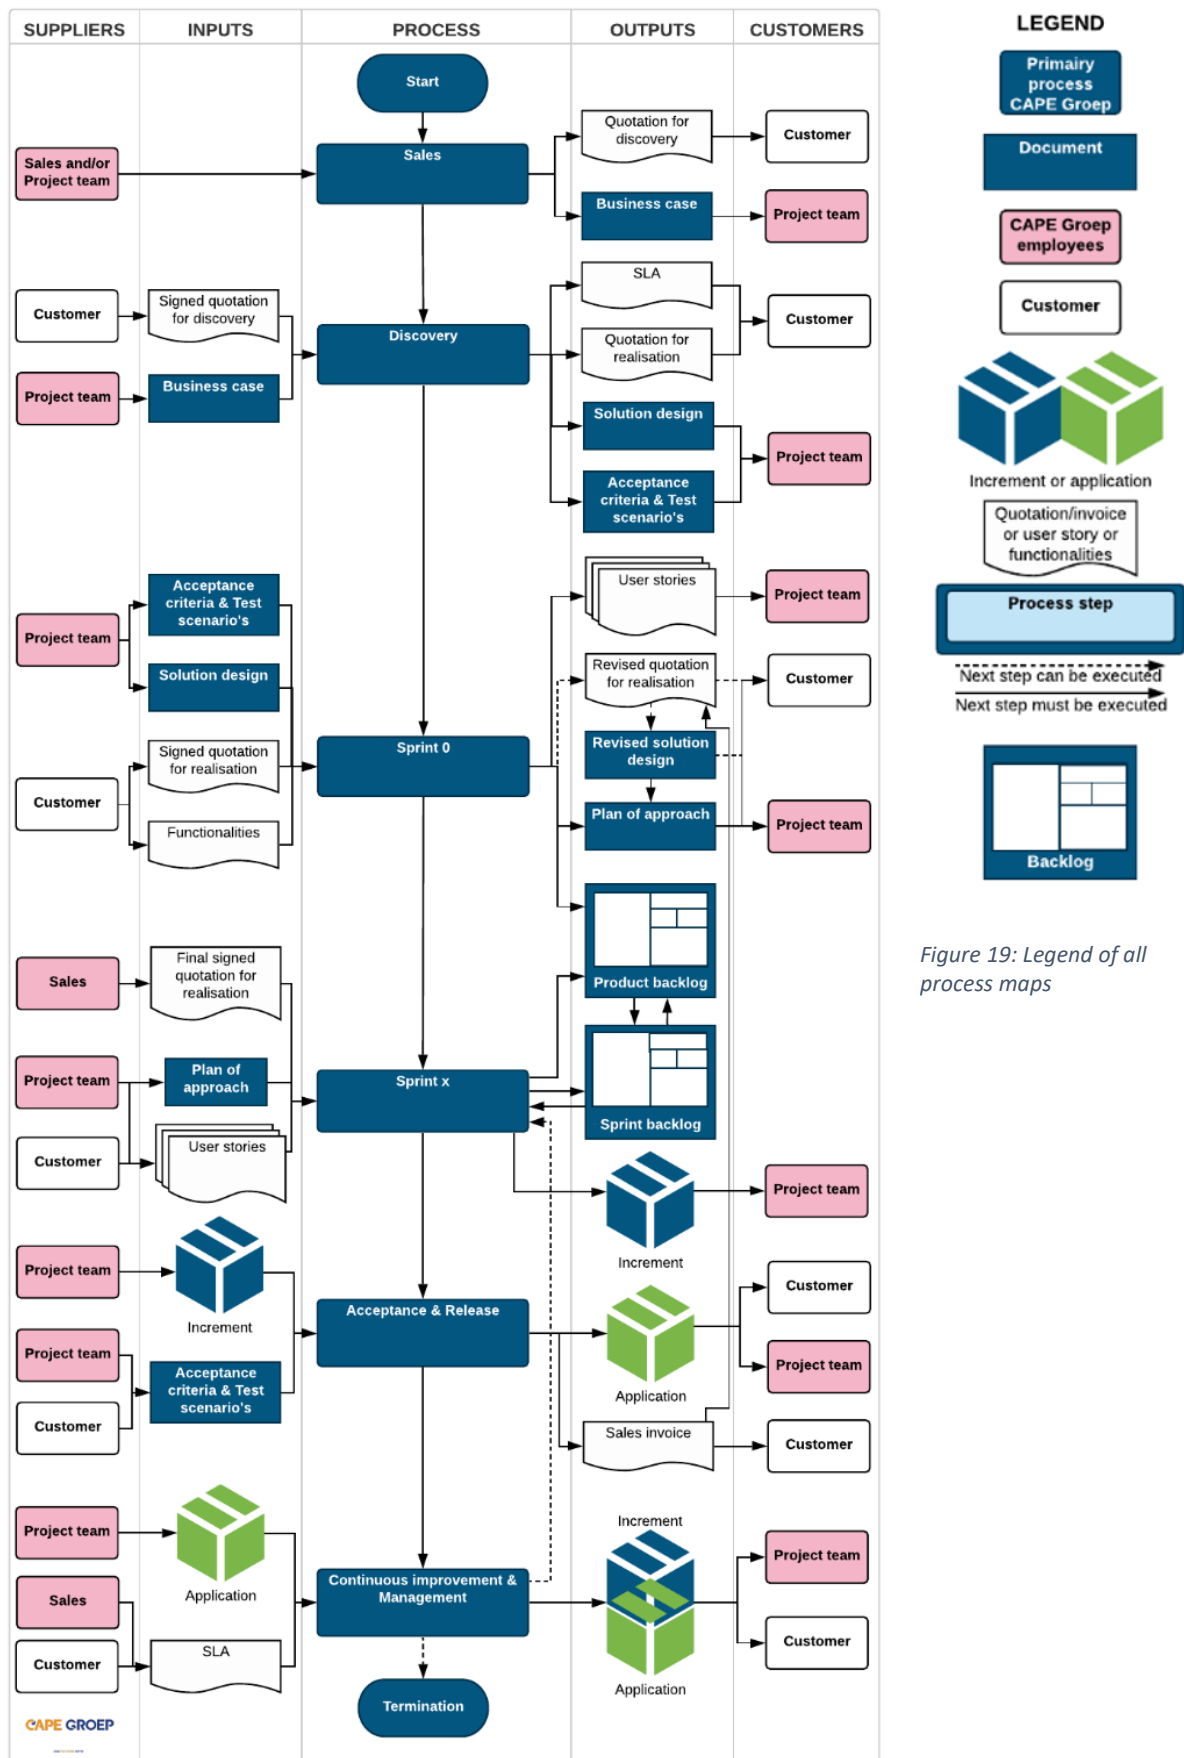 SUPPLIERS
INPUTS
PROCESS
OUTPUTS
CUSTOMERS
Start
Sales and/or
Project team
Sales
Quotation for
discovery
Customer
Business case
Project team
Customer
Signed quotation
for discovery
Project team
Business case
Discovery
SLA
Quotation for
realisation
Customer
Solution design
Acceptance
criteria & Test
scenario's
Project team
Project team
Acceptance
criteria & Test
scenario's
Solution design
Customer
Signed quotation
for realisation
Functionalities
Sprint 0
User stories
Project team
Revised quotation
for realisation
Customer
Revised solution
design
Plan of approach
Project team
Product backlog
Sales
Final signed
quotation for
realisation
Project team
Plan of
approach
Customer
User stories
Sprint x
Sprint backlog
Increment
Project team
Project team
Increment
Project team
Customer
Acceptance
criteria & Test
scenario's
Acceptance & Release
Application
Customer
Project team
Sales invoice
Customer
Project team
Application
Sales
Customer
SLA
Continuous improvement &
Management
Increment
Application
Project team
Customer
Termination
CAPE GROEP
LEGEND
Primairy
process
CAPE Groep
Document
CAPE Groep
employees
Customer
Increment or application
Quotation/invoice
or user story or
functionalities
Process step
Next step can be executed
Next step must be executed
Backlog
Figure 19: Legend of all
process maps